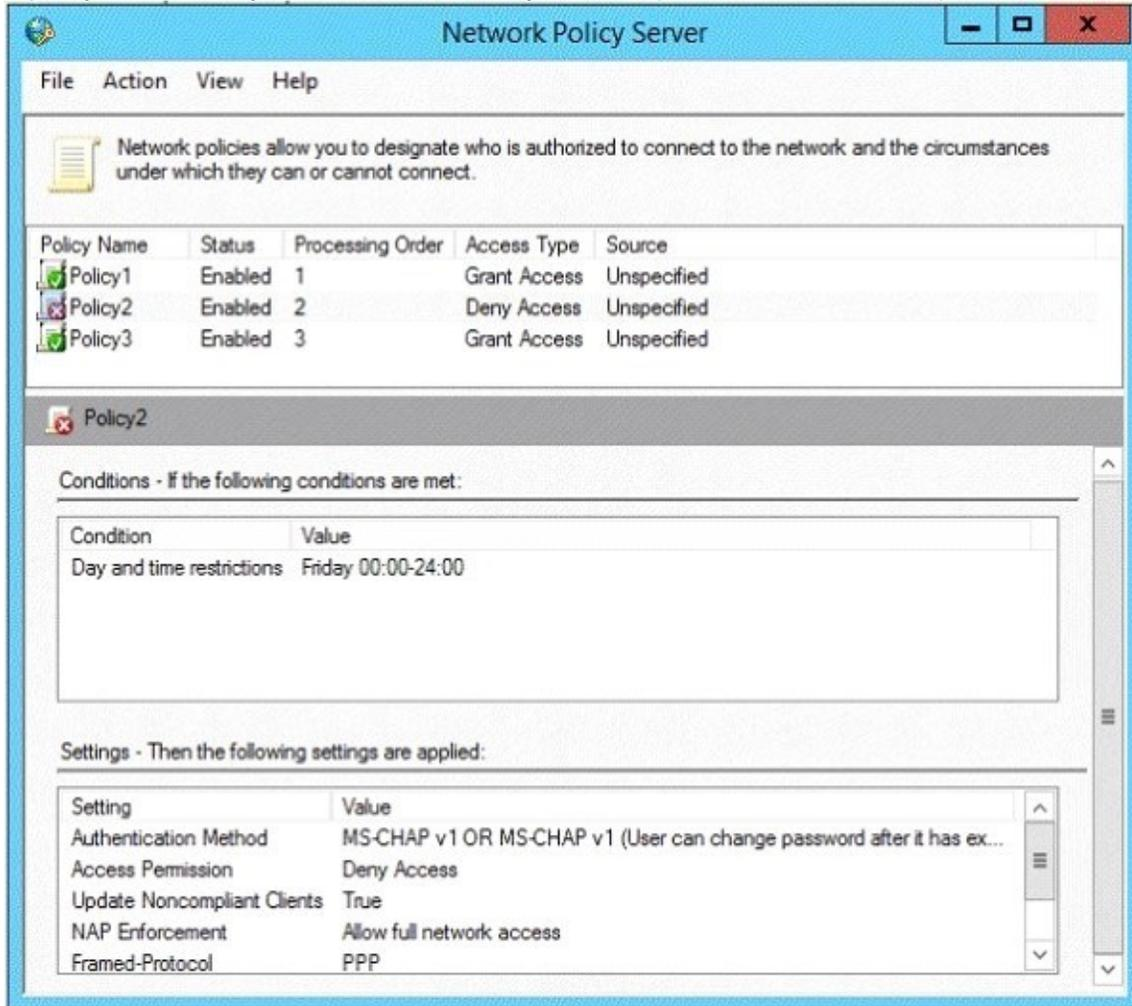 Network Policy Server
File Action View Help
Network policies allow you to designate who is authorized to connect to the network and the circumstances
under which they can or cannot connect.
Policy Name Status Processing Order Access Type Source
Policy1 Enabled 1 Grant Access Unspecified
Policy2 Enabled 2 Deny Access Unspecified
Policy3 Enabled 3 Grant Access Unspecified
Policy2
Conditions - If the following conditions are met:
Condition Value
Day and time restrictions Friday 00:00-24:00
Settings - Then the following settings are applied:
Setting Value
Authentication Method MS-CHAP v1 OR MS-CHAP v1 (User can change password after it has ex...
Access Permission Deny Access
Update Noncompliant Clients True
NAP Enforcement Allow full network access
Framed-Protocol PPP